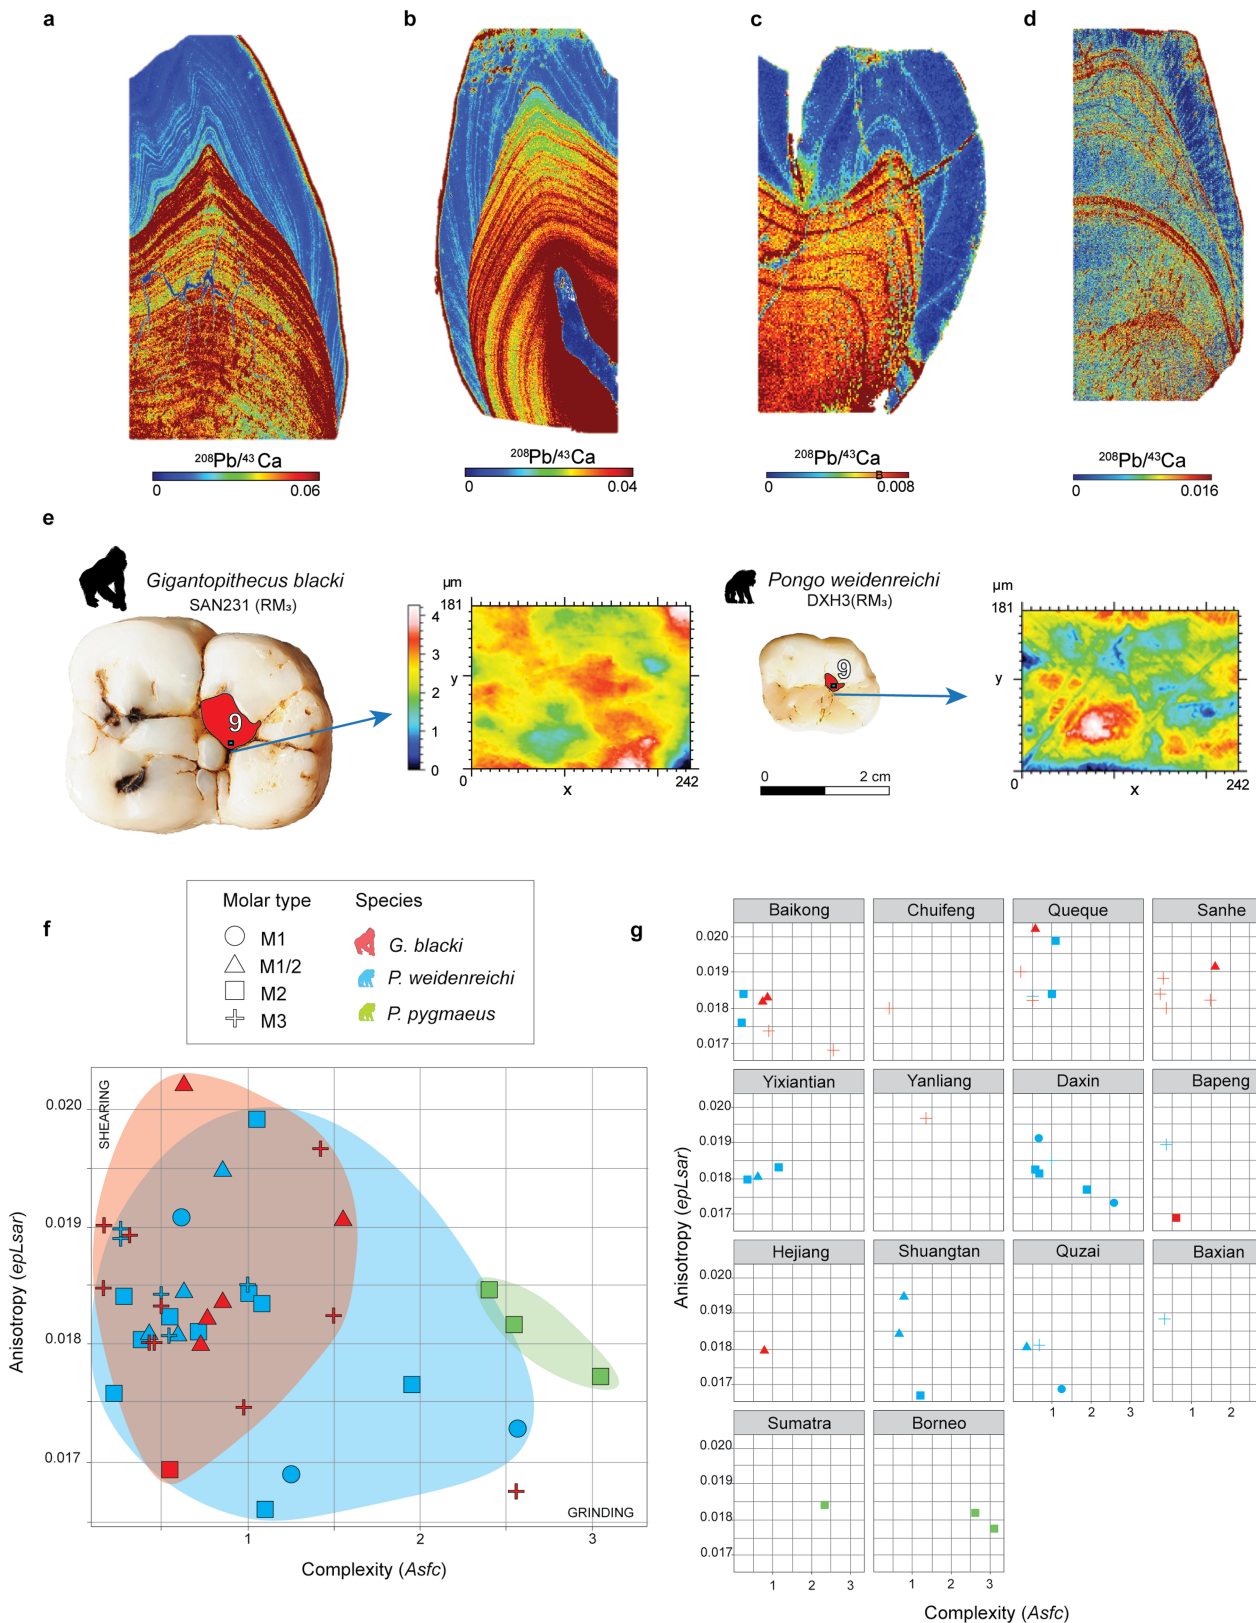 a
b
c
d
²⁰⁸Pb/⁴³Ca
0 0.06
²⁰⁸Pb/⁴³Ca
0 0.04
²⁰⁸Pb/⁴³Ca
0 B 0.008
²⁰⁸Pb/⁴³Ca
0 0.016
e
Gigantopithecus blacki
SAN231 (RM₃)
9
4
3
2
1
0
µm
181
y
0
x
242
Pongo weidenreichi
DXH3(RM₃)
9
0 2 cm
µm
181
y
0
x
242
Molar type
M1
M1/2
M2
M3
Species
G. blacki
P. weidenreichi
P. pygmaeus
f
SHEARING
GRINDING
0.020
0.019
0.018
0.017
Anisotropy (epLsar)
1 2 3
Complexity (Asfc)
g
Baikong Chuifeng Queque Sanhe
0.020
0.019
0.018
0.017
Yixiantian Yanliang Daxin Bapeng
0.020
0.019
0.018
0.017
Hejiang Shuangtan Quzai Baxian
0.020
0.019
0.018
0.017
1 2 3 1 2
Sumatra Borneo
0.020
0.019
0.018
0.017
1 2 3 1 2 3
Anisotropy (epLsar)
Complexity (Asfc)